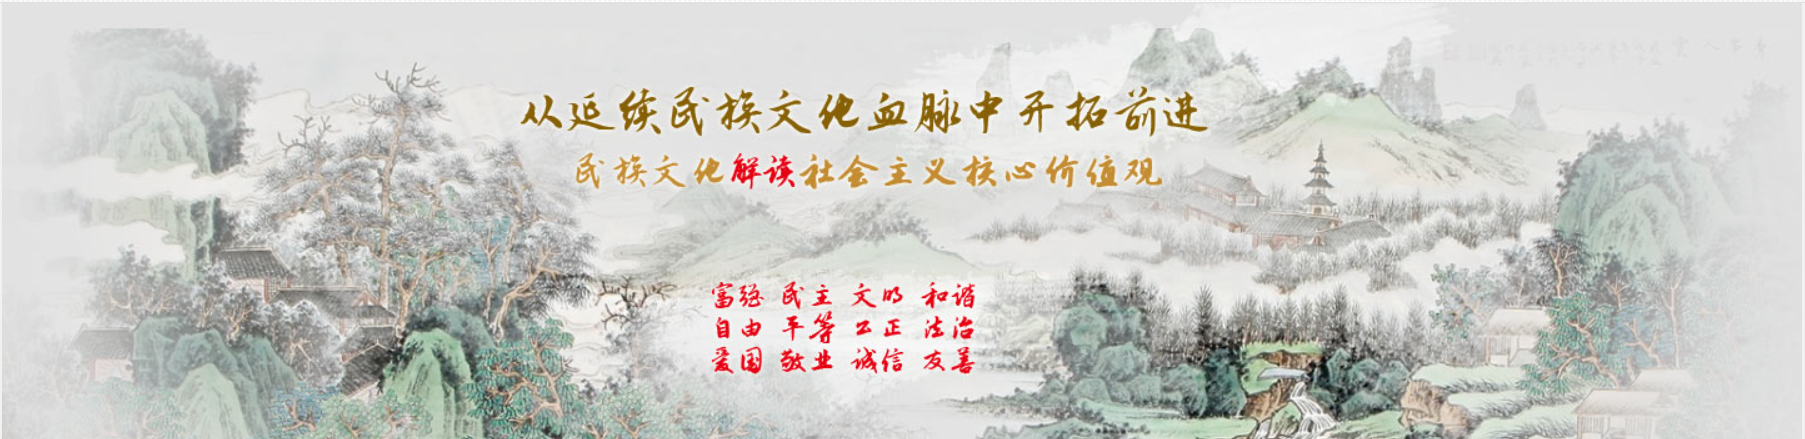 从延续民族文化血脉中开拓前进
民族文化解读社会主义核心价值观
富强 民主 文明 和谐
自由 平等 公正 法治
爱国 敬业 诚信 友善